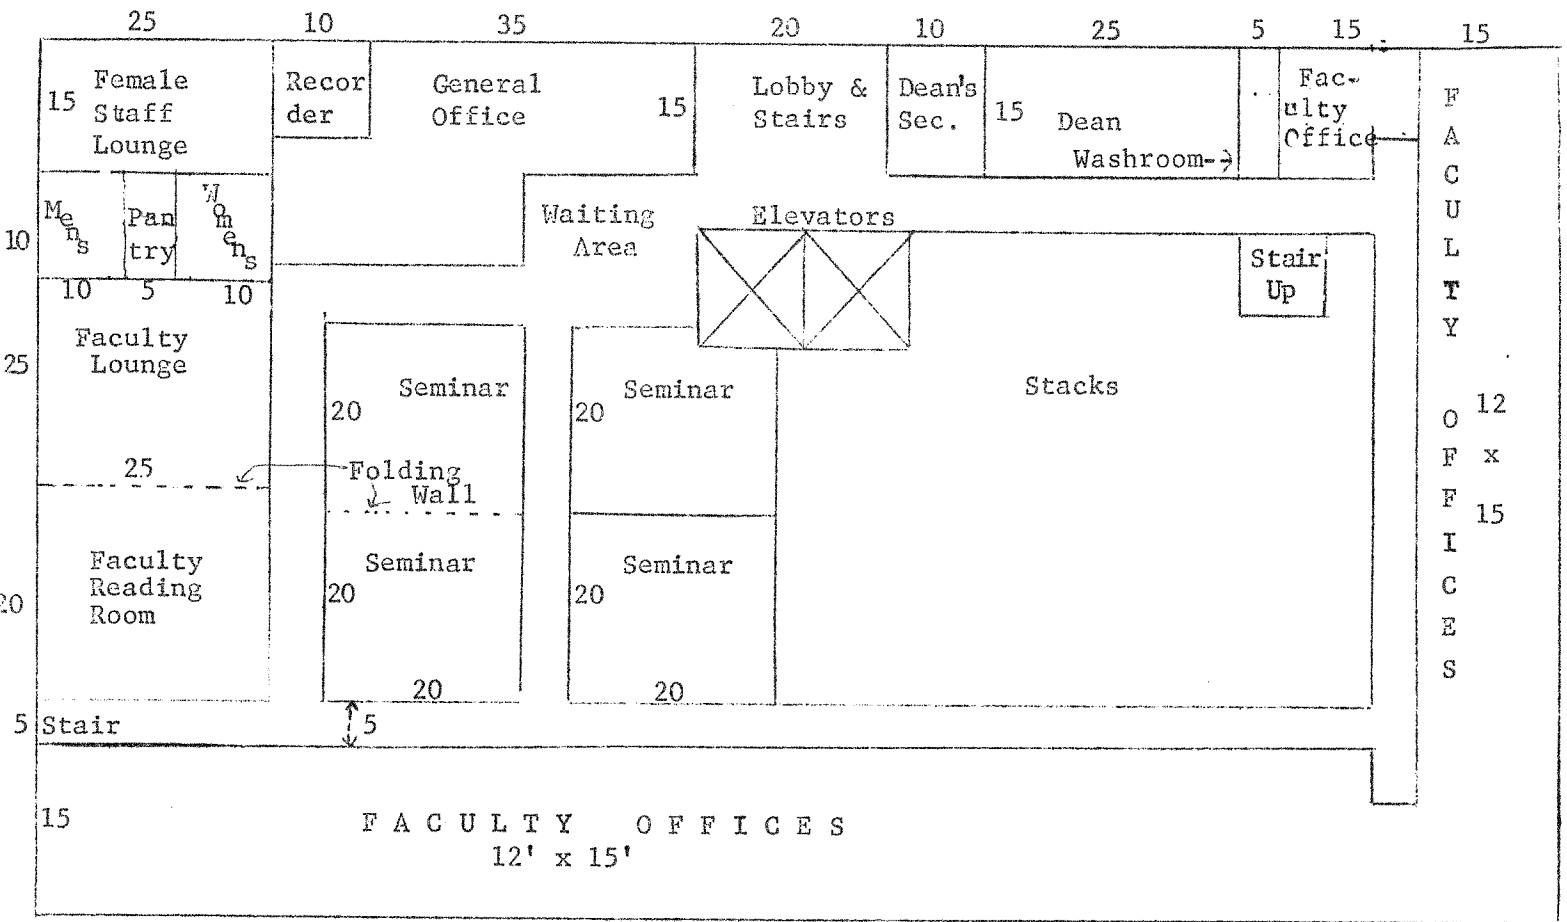 25 10 35 20 10 25 5 15 15
15
Female
Staff
Lounge
Recor
der
General
Office
15
Lobby &
Stairs
Dean's
Sec.
15
Dean
Washroom->
Fac-
ulty
Office
10
Mens
Pan
try
Womens
10 5 10
Waiting
Area
Elevators
Stair
Up
25
Faculty
Lounge
25
Seminar
20
Seminar
20
Stacks
Folding
Wall
20
Faculty
Reading
Room
Seminar
20
20
Seminar
20
20
5
Stair
5
15
FACULTY OFFICES
12' x 15'
FACULTY OFFICES
12
x
15